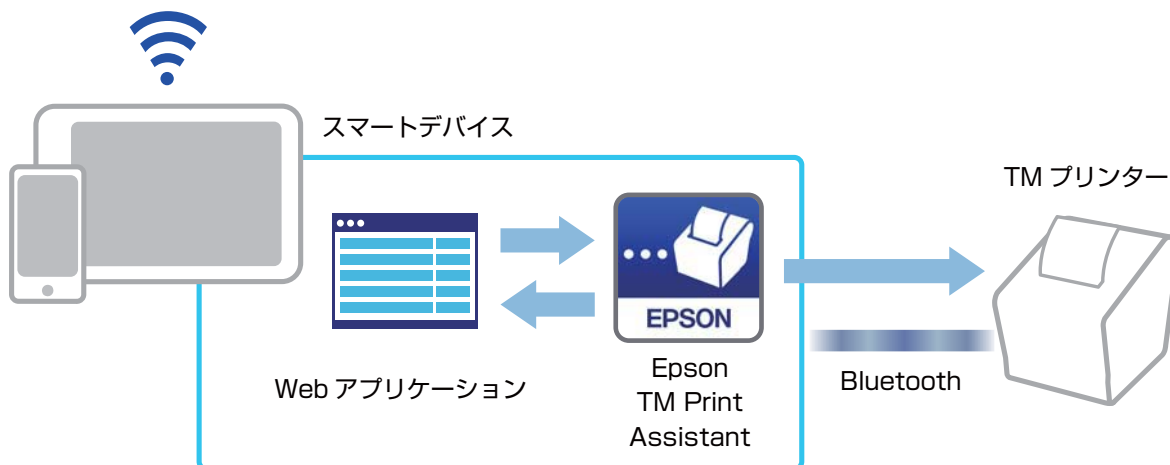 スマートデバイス
TM プリンター
EPSON
Web アプリケーション
Epson
TM Print
Assistant
Bluetooth